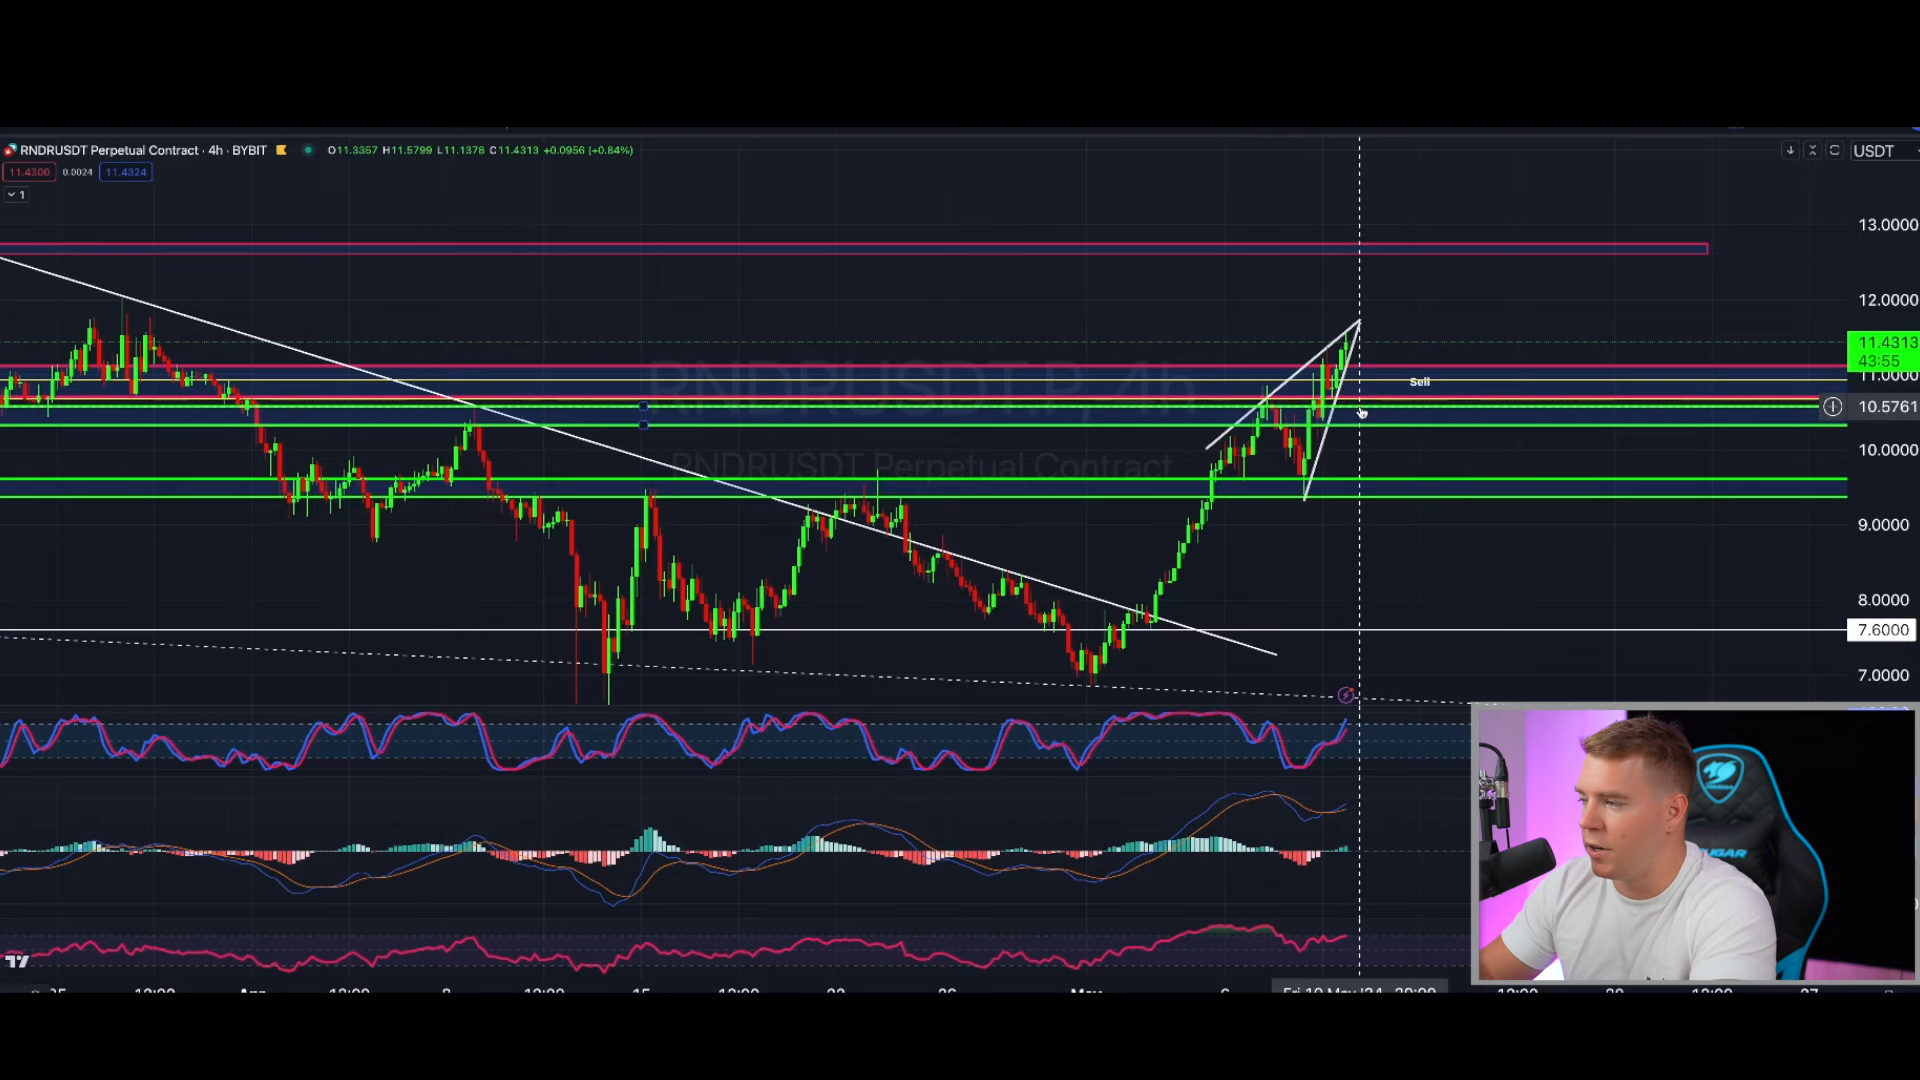 RNDRUSDT Perpetual Contract · 4h · BYBIT O11.3357 H11.5799 L11.1378 C11.4313 +0.0956 (+0.84%)
USDT
11.4300 0.0024 11.4324
1
13.0000
12.0000
11.4313
43:55
11.0000
RNDRUSDT.P, 4h
Sell
10.5761
10.0000
RNDRUSDT Perpetual Contract
9.0000
8.0000
7.6000
7.0000
COUGAR